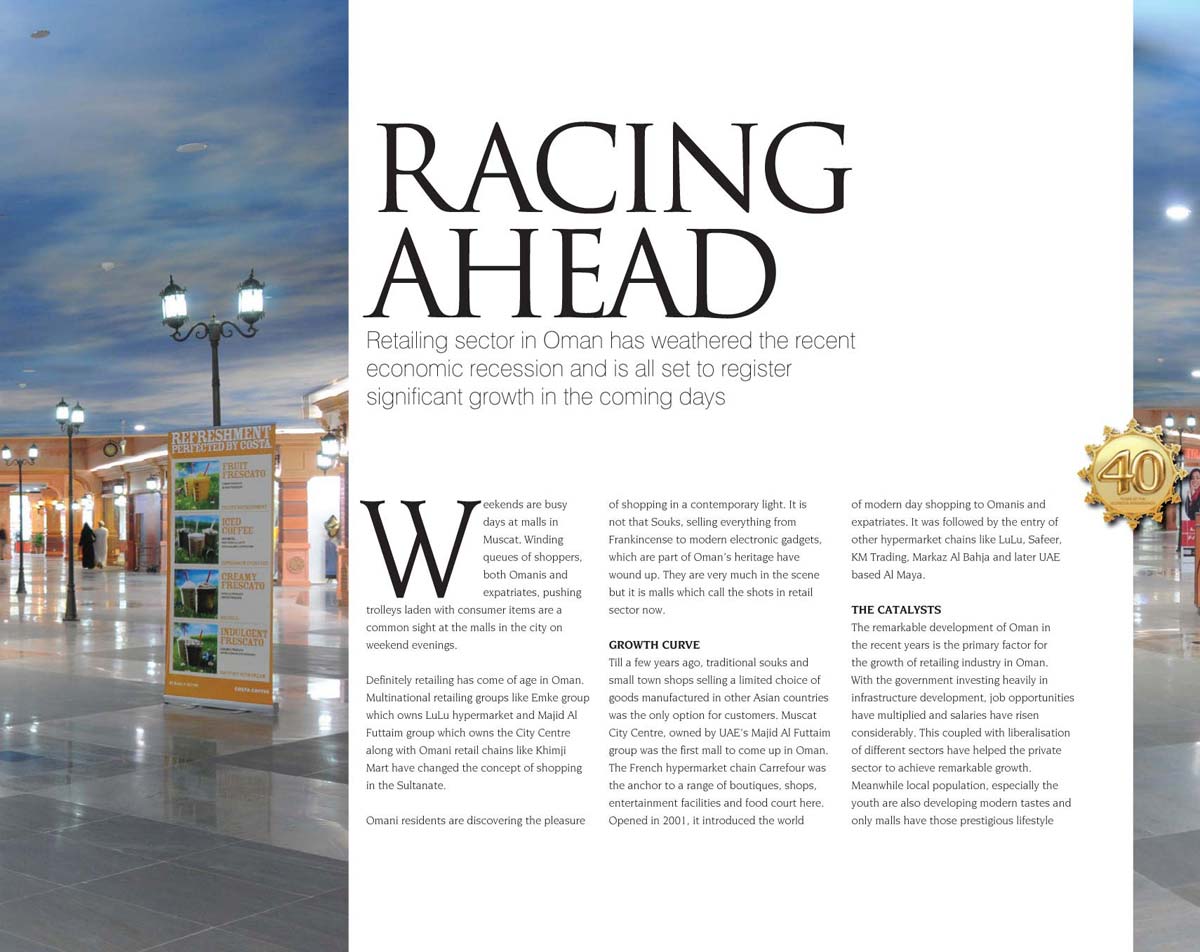 RACING
AHEAD
Retailing sector in Oman has weathered the recent
economic recession and is all set to register
significant growth in the coming days
Weekends are busy
days at malls in
Muscat. Winding
queues of shoppers,
both Omanis and
expatriates, pushing
trolleys laden with consumer items are a
common sight at the malls in the city on
weekend evenings.
Definitely retailing has come of age in Oman.
Multinational retailing groups like Emke group
which owns LuLu hypermarket and Majid Al
Futtaim group which owns the City Centre
along with Omani retail chains like Khimji
Mart have changed the concept of shopping
in the Sultanate.
Omani residents are discovering the pleasure
of shopping in a contemporary light. It is
not that Souks, selling everything from
Frankincense to modern electronic gadgets,
which are part of Oman's heritage have
wound up. They are very much in the scene
but it is malls which call the shots in retail
sector now.
GROWTH CURVE
Till a few years ago, traditional souks and
small town shops selling a limited choice of
goods manufactured in other Asian countries
was the only option for customers. Muscat
City Centre, owned by UAE's Majid Al Futtaim
group was the first mall to come up in Oman.
The French hypermarket chain Carrefour was
the anchor to a range of boutiques, shops,
entertainment facilities and food court here.
Opened in 2001, it introduced the world
of modern day shopping to Omanis and
expatriates. It was followed by the entry of
other hypermarket chains like LuLu, Safeer,
KM Trading, Markaz Al Bahja and later UAE
based Al Maya.
THE CATALYSTS
The remarkable development of Oman in
the recent years is the primary factor for
the growth of retailing industry in Oman.
With the government investing heavily in
infrastructure development, job opportunities
have multiplied and salaries have risen
considerably. This coupled with liberalisation
of different sectors have helped the private
sector to achieve remarkable growth.
Meanwhile local population, especially the
youth are also developing modern tastes and
only malls have those prestigious lifestyle
REFRESHMENT
PERFECTED BY COSTA
FRUIT
FRESCATO
ICED
COFFEE
CREAMY
FRESCATO
INDULGENT
FRESCATO
COSTA COFFEE
40